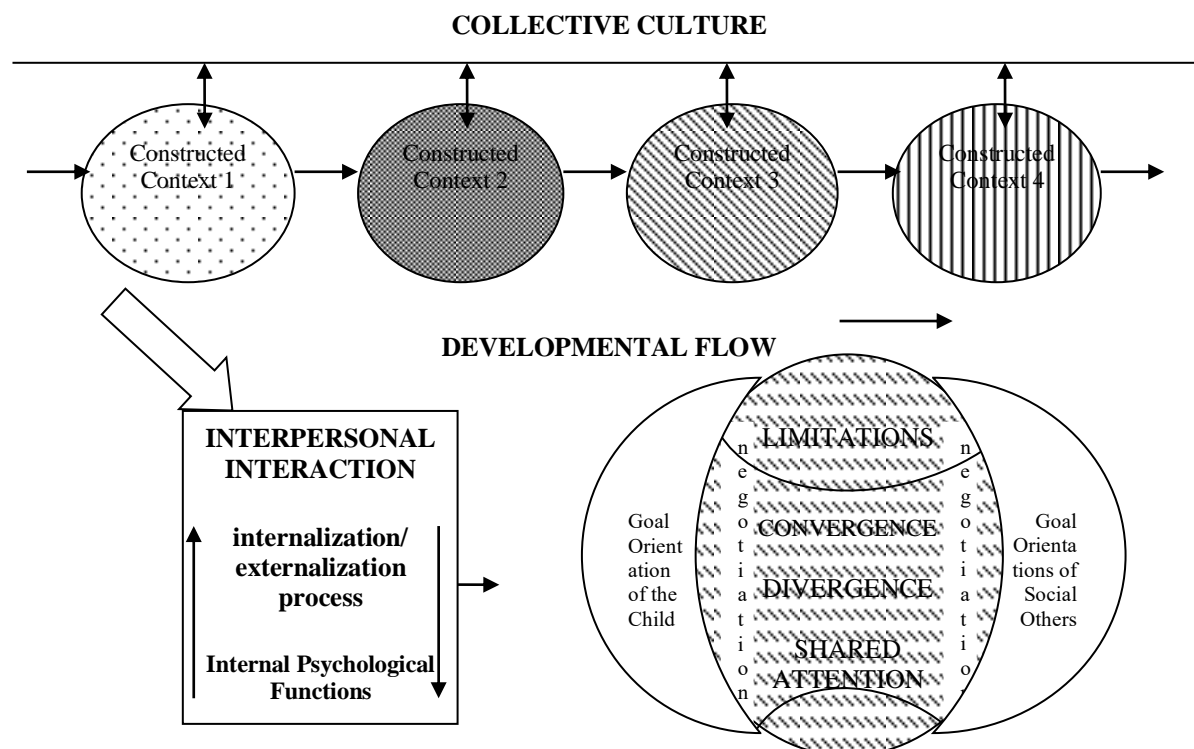 COLLECTIVE CULTURE
Constructed
Context 1
Constructed
Context 2
Constructed
Context 3
Constructed
Context 4
DEVELOPMENTAL FLOW
INTERPERSONAL
INTERACTION
internalization/
externalization
process
Internal Psychological
Functions
Goal
Orient
ation
of the
Child
negotiation
LIMITATIONS
CONVERGENCE
DIVERGENCE
SHARED
ATTENTION
negotiation
Goal
Orienta
tions of
Social
Others